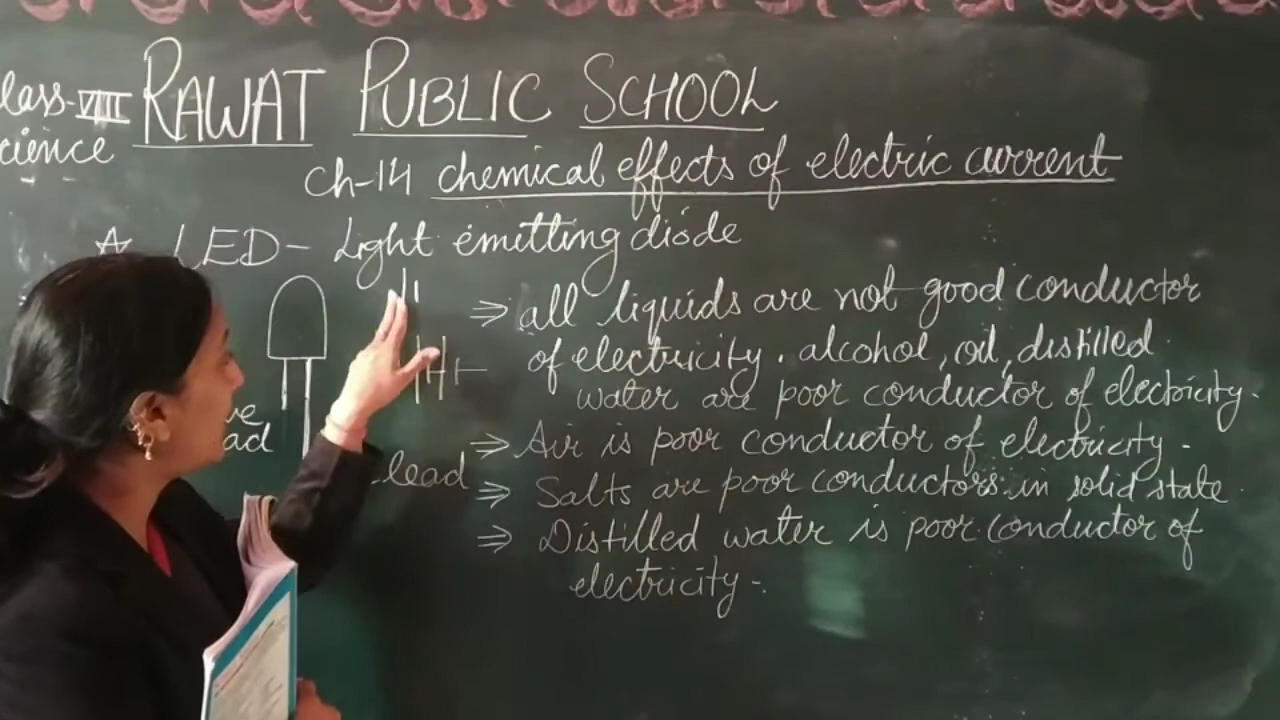 RAWAT PUBLIC SCHOOL
VIII
ch-14 chemical effects of electric current
LED - Light emitting diode
⇒ all liquids are not good conductor
of electricity. alcohol, oil, distilled
water are poor conductor of electricity.
⇒ Air is poor conductor of electricity -
lead
⇒ Salts are poor conductors in solid state.
⇒ Distilled water is poor conductor of
electricity -